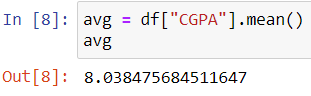 In [8]: avg = df["CGPA"].mean()
avg
Out[8]: 8.038475684511647